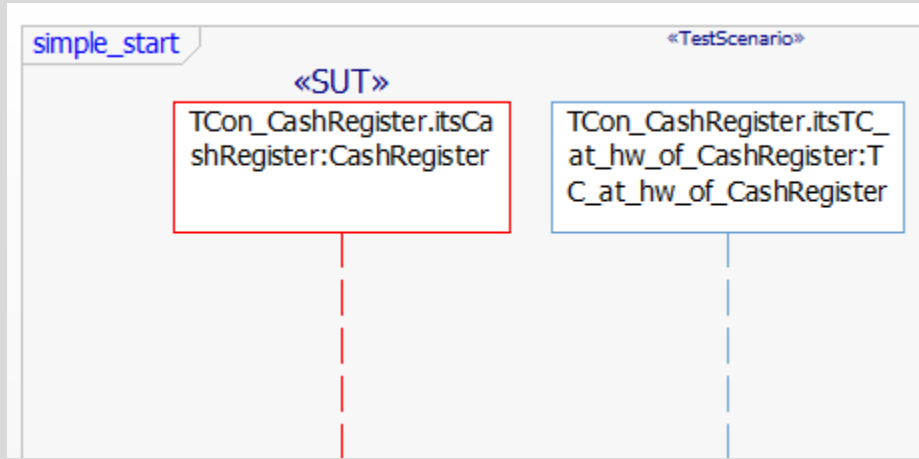 simple_start
«TestScenario»
«SUT»
TCon_CashRegister.itsCa
shRegister:CashRegister
TCon_CashRegister.itsTC_
at_hw_of_CashRegister:T
C_at_hw_of_CashRegister